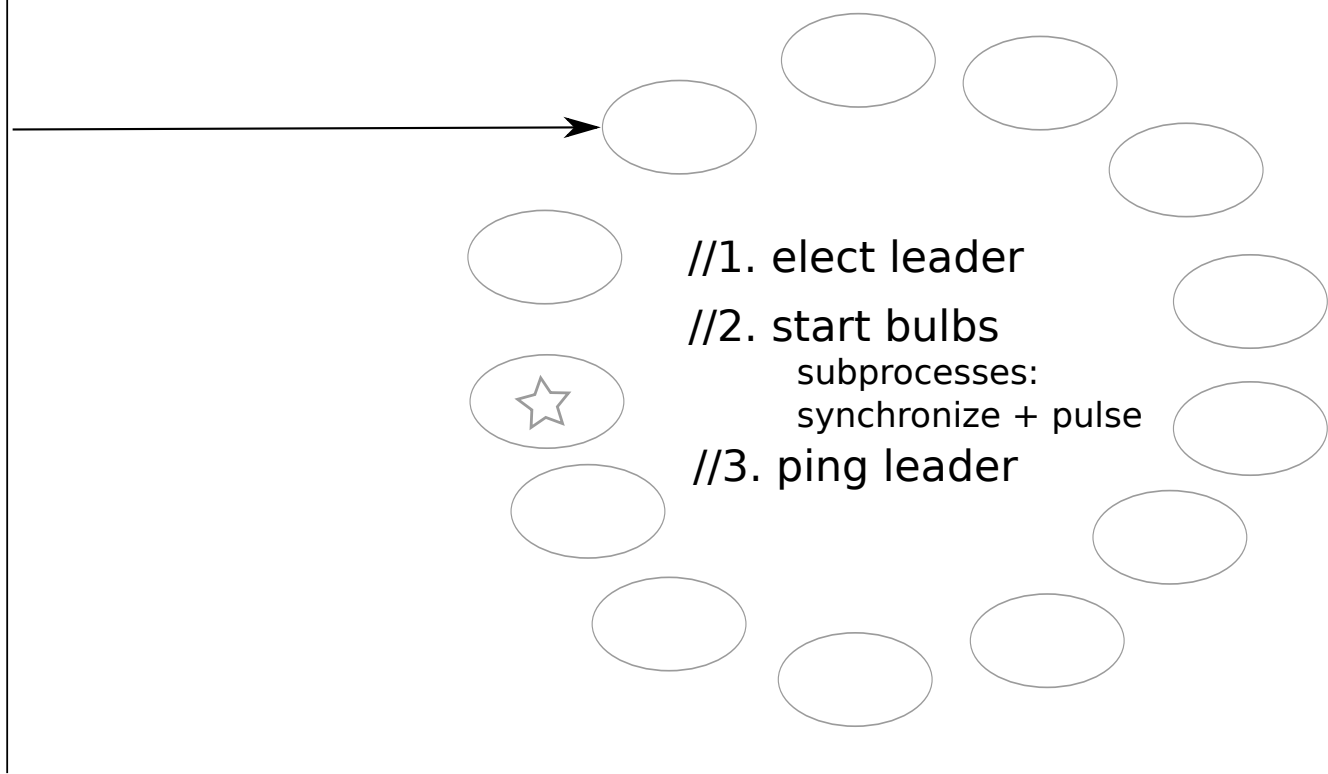 //1. elect leader
//2. start bulbs
subprocesses:
synchronize + pulse
//3. ping leader